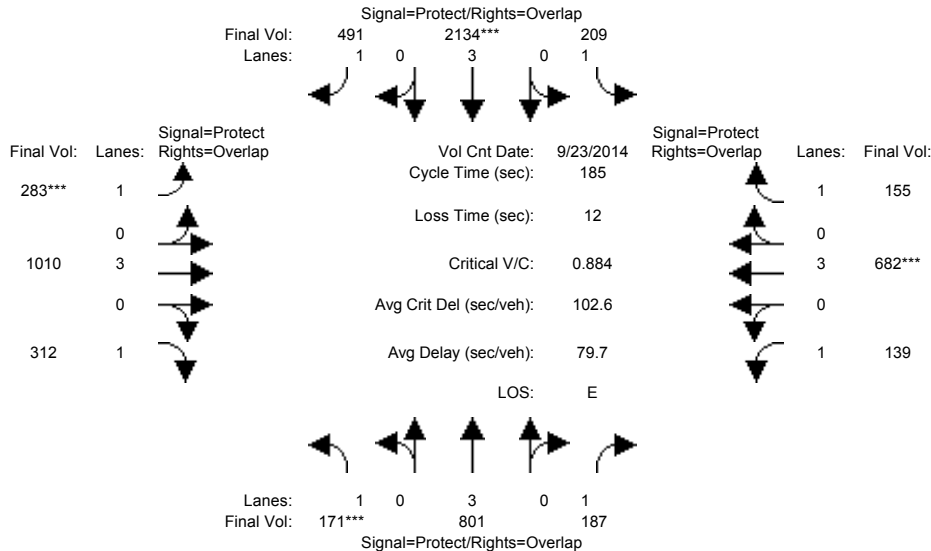 Signal=Protect/Rights=Overlap
Final Vol: 491 2134*** 209
Lanes: 1 0 3 0 1
Signal=Protect Signal=Protect
Final Vol: Lanes: Rights=Overlap Vol Cnt Date: 9/23/2014 Rights=Overlap Lanes: Final Vol:
Cycle Time (sec): 185
283*** 1 1 155
Loss Time (sec): 12
0 0
1010 3 Critical V/C: 0.884 3 682***
0 Avg Crit Del (sec/veh): 102.6 0
312 1 Avg Delay (sec/veh): 79.7 1 139
LOS: E
Lanes: 1 0 3 0 1
Final Vol: 171*** 801 187
Signal=Protect/Rights=Overlap